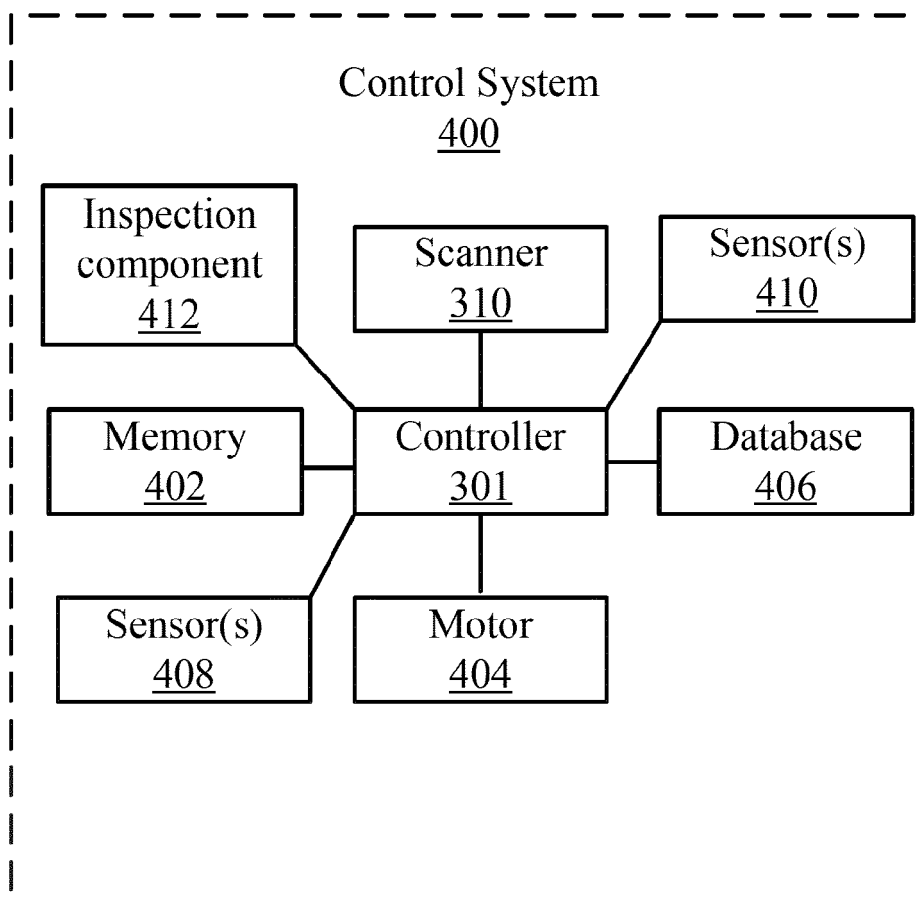 Control System
400
Inspection
component
412
Scanner
310
Sensor(s)
410
Memory
402
Controller
301
Database
406
Sensor(s)
408
Motor
404